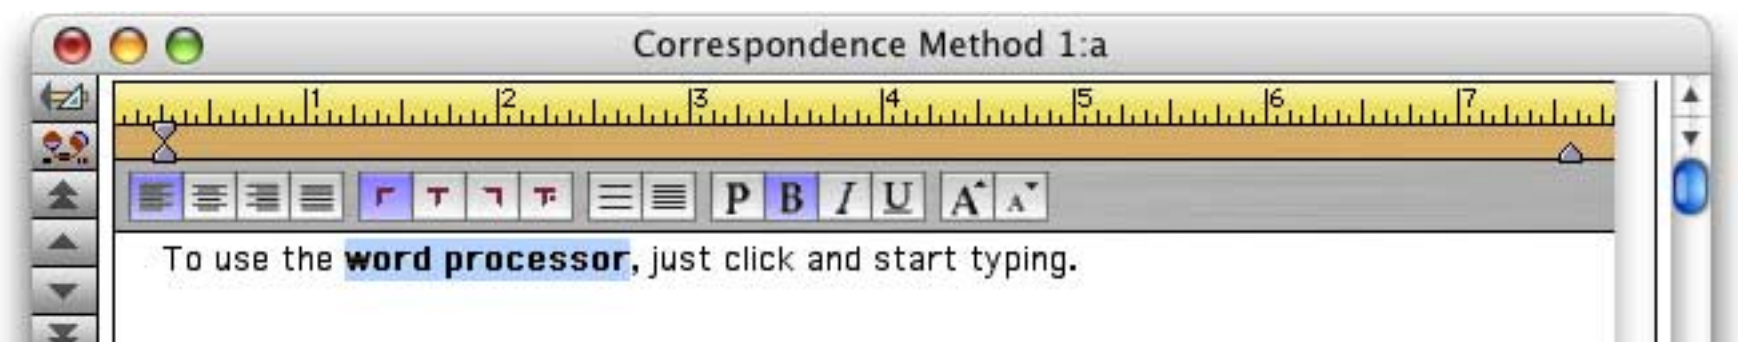 Correspondence Method 1:a
1 2 3 4 5 6 7
P B I U A A
To use the word processor, just click and start typing.